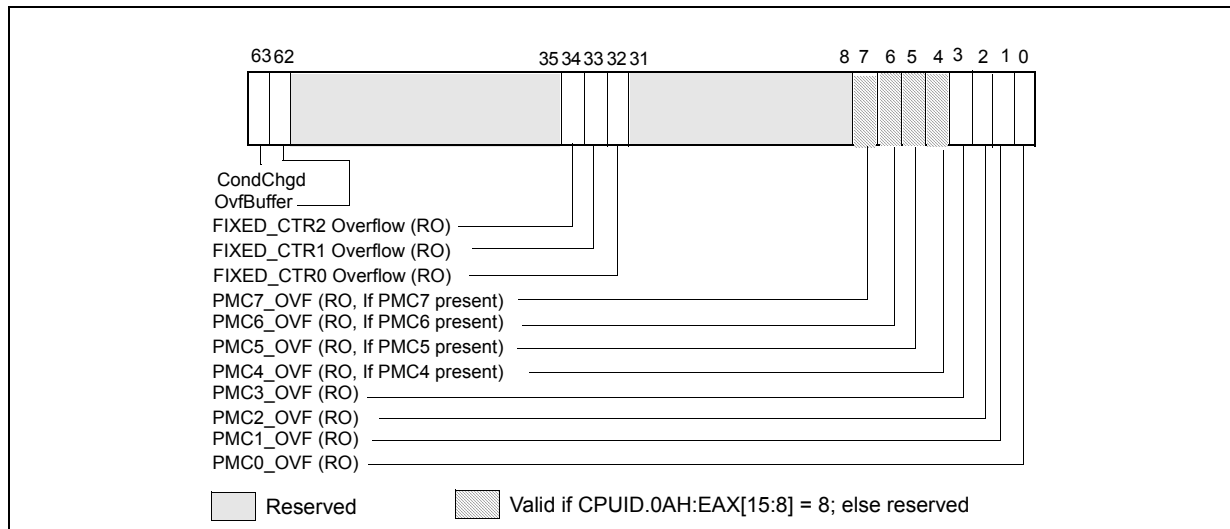 63 62 35 34 33 32 31 8 7 6 5 4 3 2 1 0
CondChgd
OvfBuffer
FIXED_CTR2 Overflow (RO)
FIXED_CTR1 Overflow (RO)
FIXED_CTR0 Overflow (RO)
PMC7_OVF (RO, If PMC7 present)
PMC6_OVF (RO, If PMC6 present)
PMC5_OVF (RO, If PMC5 present)
PMC4_OVF (RO, If PMC4 present)
PMC3_OVF (RO)
PMC2_OVF (RO)
PMC1_OVF (RO)
PMC0_OVF (RO)
Reserved Valid if CPUID.0AH:EAX[15:8] = 8; else reserved